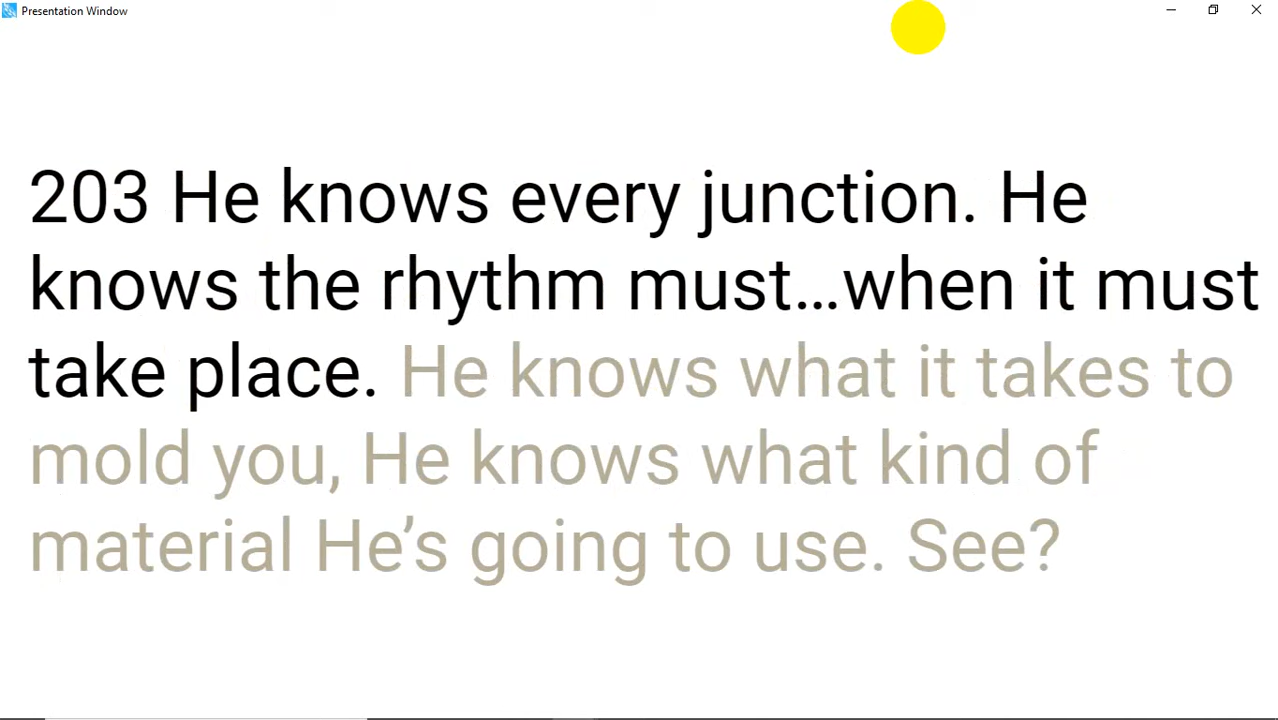 Presentation Window
203 He knows every junction. He
knows the rhythm must…when it must
take place. He knows what it takes to
mold you, He knows what kind of
material He’s going to use. See?